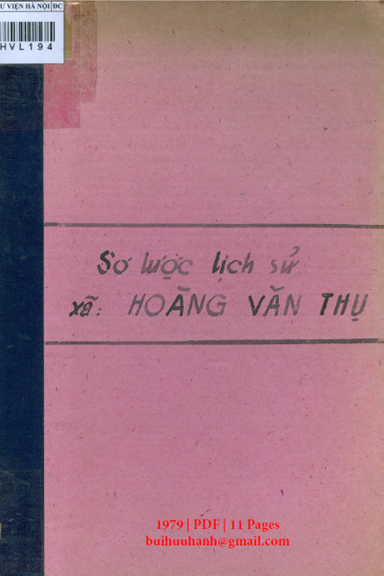 Ư VIỆN HÀ NỘI ĐC
HVL194
Sơ lược lịch sử
xã: HOÀNG VĂN THỤ
1979 | PDF | 11 Pages
buihuuhanh@gmail.com